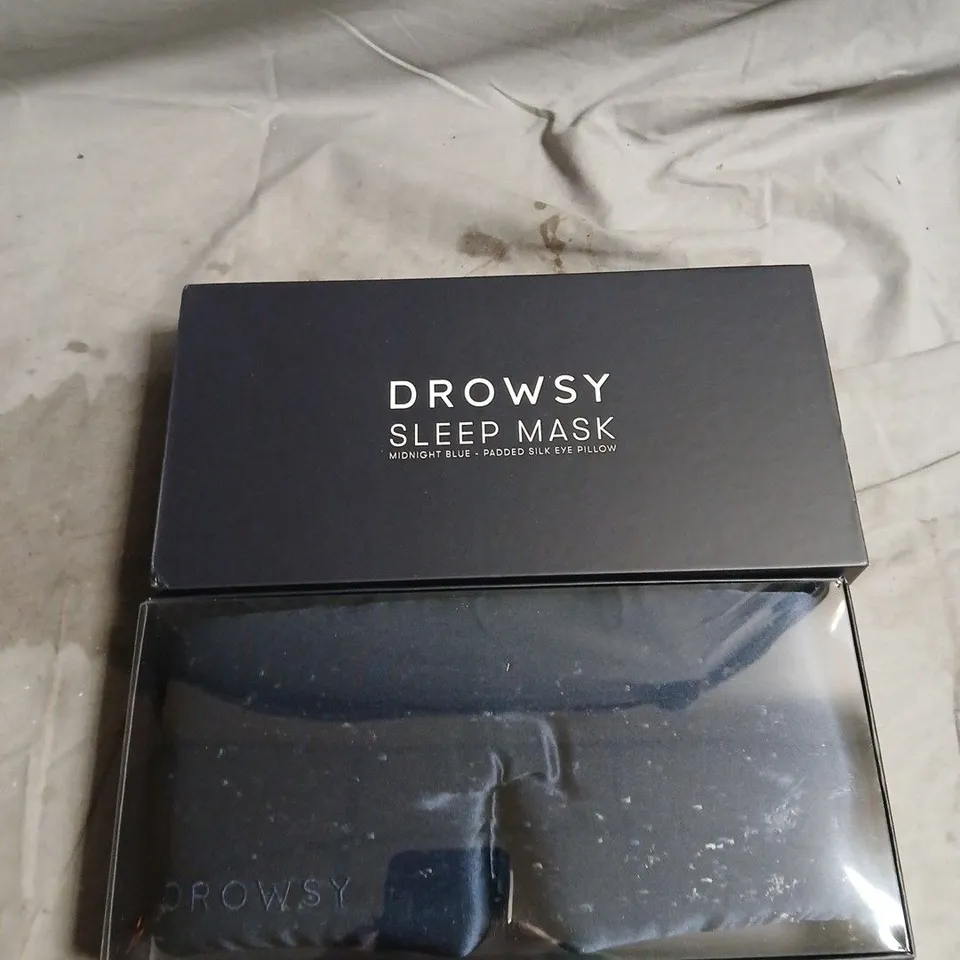 DROWSY
SLEEP MASK
MIDNIGHT BLUE - PADDED SILK EYE PILLOW
DROWSY